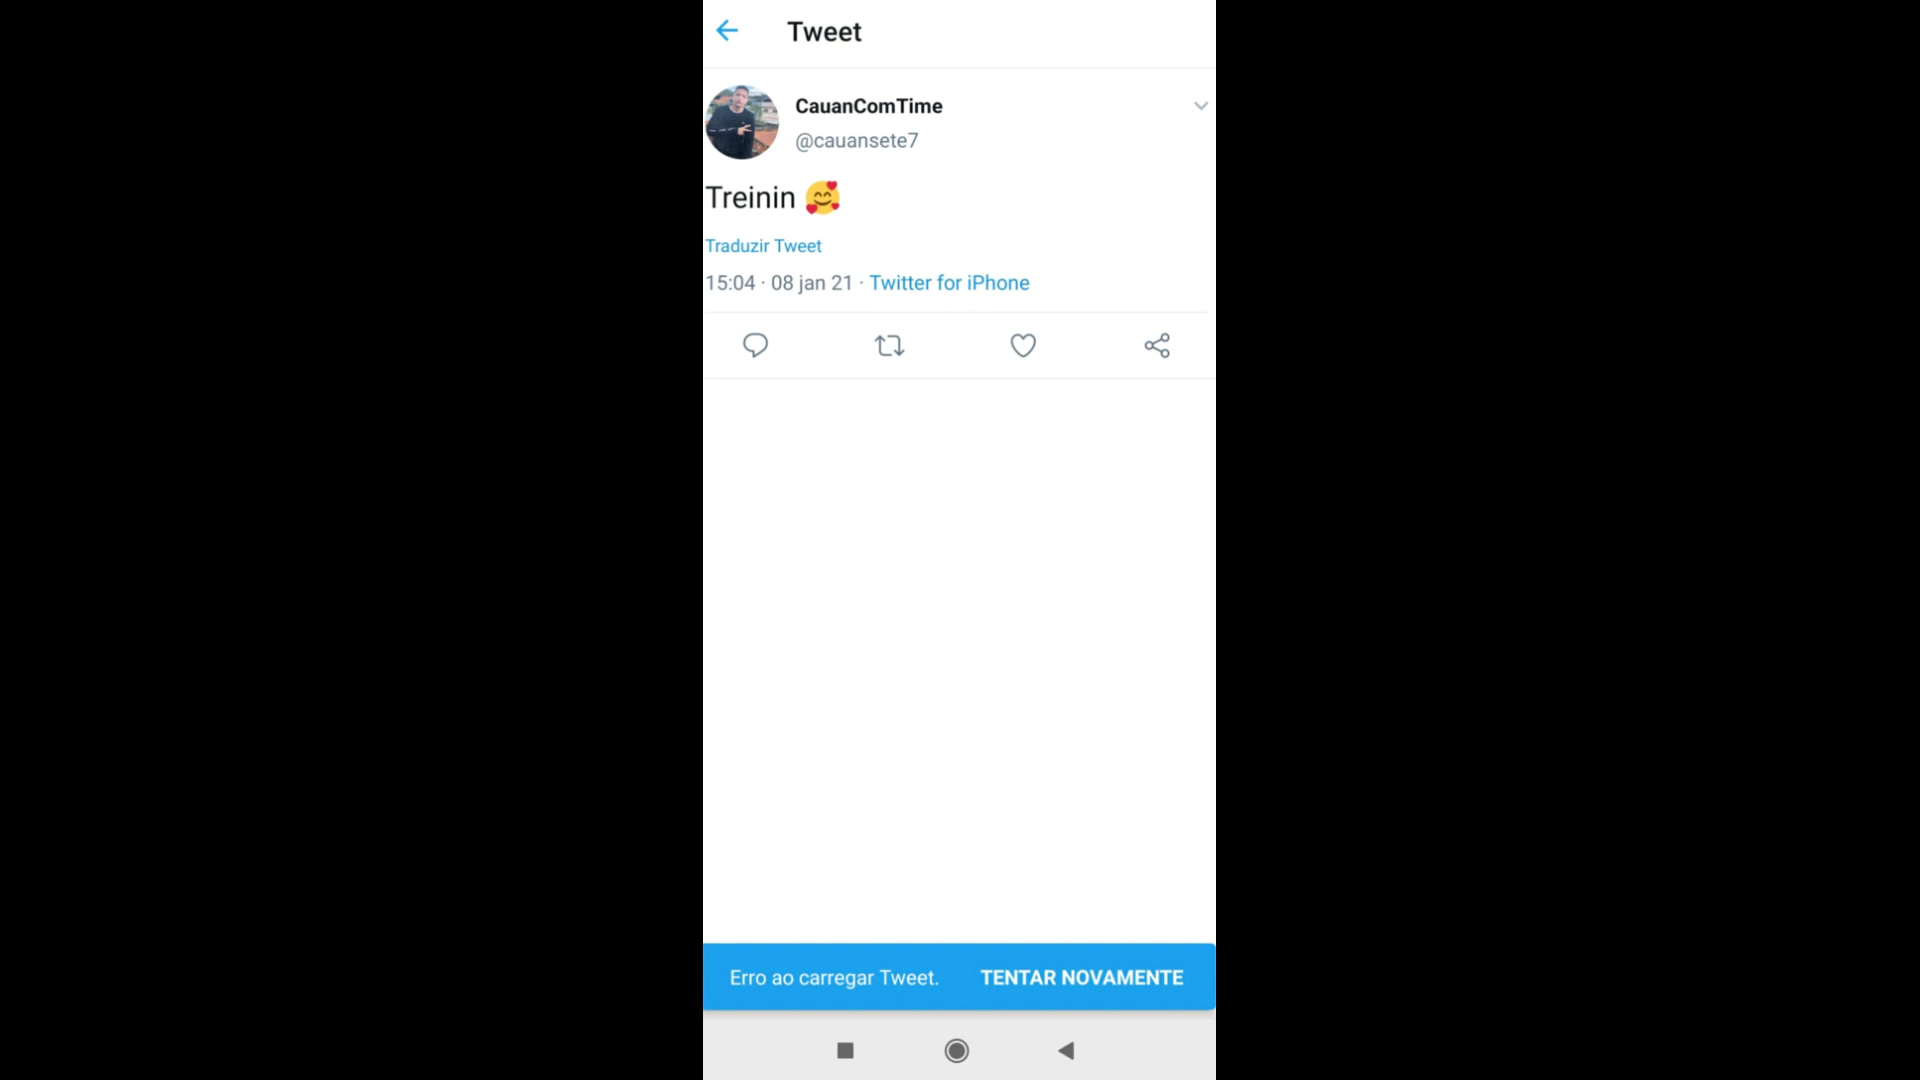 Tweet
CauanComTime
@cauansete7
Treinin 🥰
Traduzir Tweet
15:04 · 08 jan 21 · Twitter for iPhone
Erro ao carregar Tweet. TENTAR NOVAMENTE